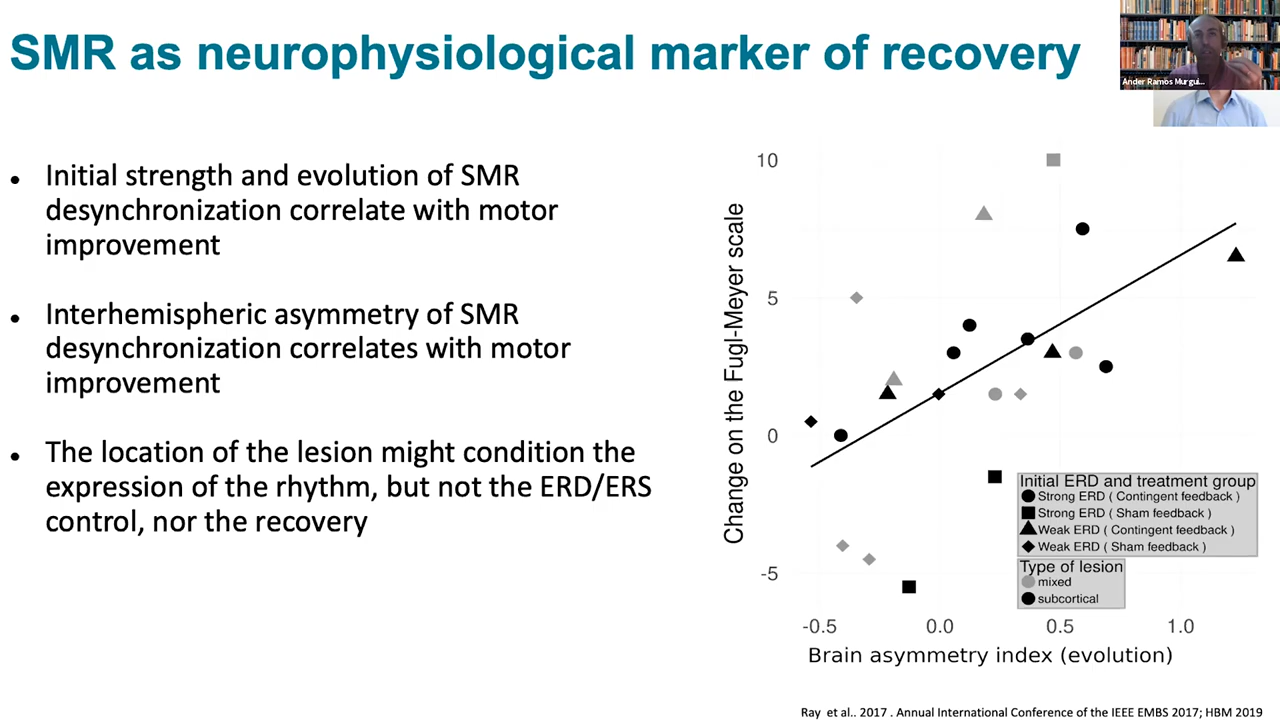 SMR as neurophysiological marker of recovery
Ander Ramos Murgui...
• Initial strength and evolution of SMR
desynchronization correlate with motor
improvement
• Interhemispheric asymmetry of SMR
desynchronization correlates with motor
improvement
• The location of the lesion might condition the
expression of the rhythm, but not the ERD/ERS
control, nor the recovery
Change on the Fugl-Meyer scale
10
5
0
-5
Initial ERD and treatment group
Strong ERD ( Contingent feedback )
Strong ERD ( Sham feedback )
Weak ERD ( Contingent feedback )
Weak ERD ( Sham feedback )
Type of lesion
mixed
subcortical
-0.5 0.0 0.5 1.0
Brain asymmetry index (evolution)
Ray et al.. 2017 . Annual International Conference of the IEEE EMBS 2017; HBM 2019